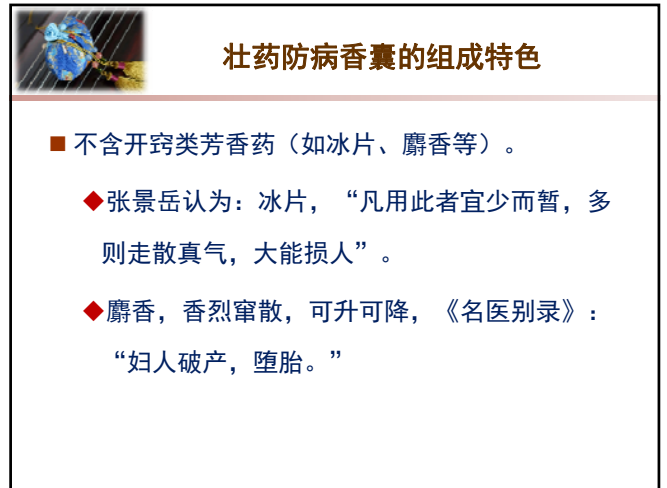 壮药防病香囊的组成特色
不含开窍类芳香药（如冰片、麝香等）。
张景岳认为：冰片，“凡用此者宜少而暂，多
则走散真气，大能损人”。
麝香，香烈窜散，可升可降，《名医别录》：
“妇人破产，堕胎。”